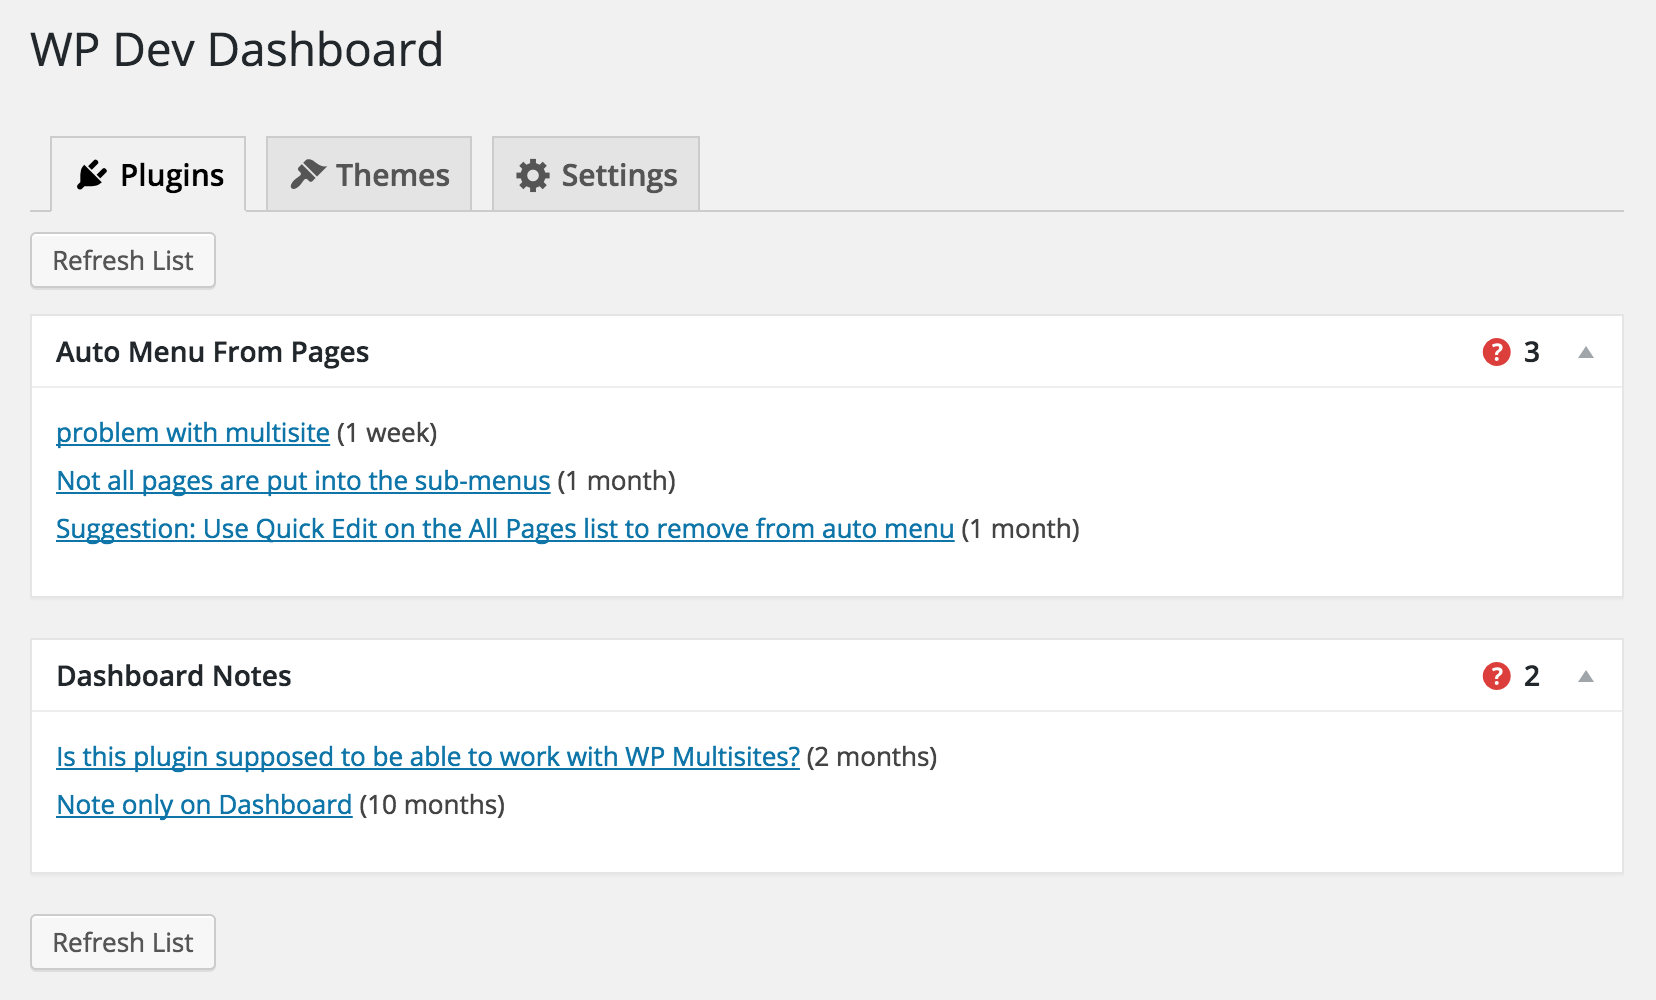 WP Dev Dashboard
Plugins Themes Settings
Refresh List
Auto Menu From Pages ? 3
problem with multisite (1 week)
Not all pages are put into the sub-menus (1 month)
Suggestion: Use Quick Edit on the All Pages list to remove from auto menu (1 month)
Dashboard Notes ? 2
Is this plugin supposed to be able to work with WP Multisites? (2 months)
Note only on Dashboard (10 months)
Refresh List